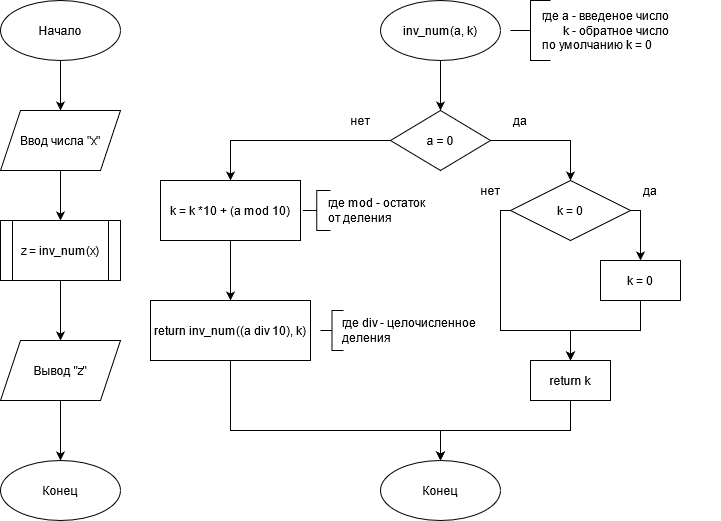 Начало
Ввод числа "x"
z = inv_num(x)
Вывод "z"
Конец
inv_num(a, k)
где a - введеное число
k - обратное число
по умолчанию k = 0
a = 0
нет
да
k = k *10 + (a mod 10)
где mod - остаток
от деления
return inv_num((a div 10), k)
где div - целочисленное
деления
k = 0
нет
да
k = 0
return k
Конец